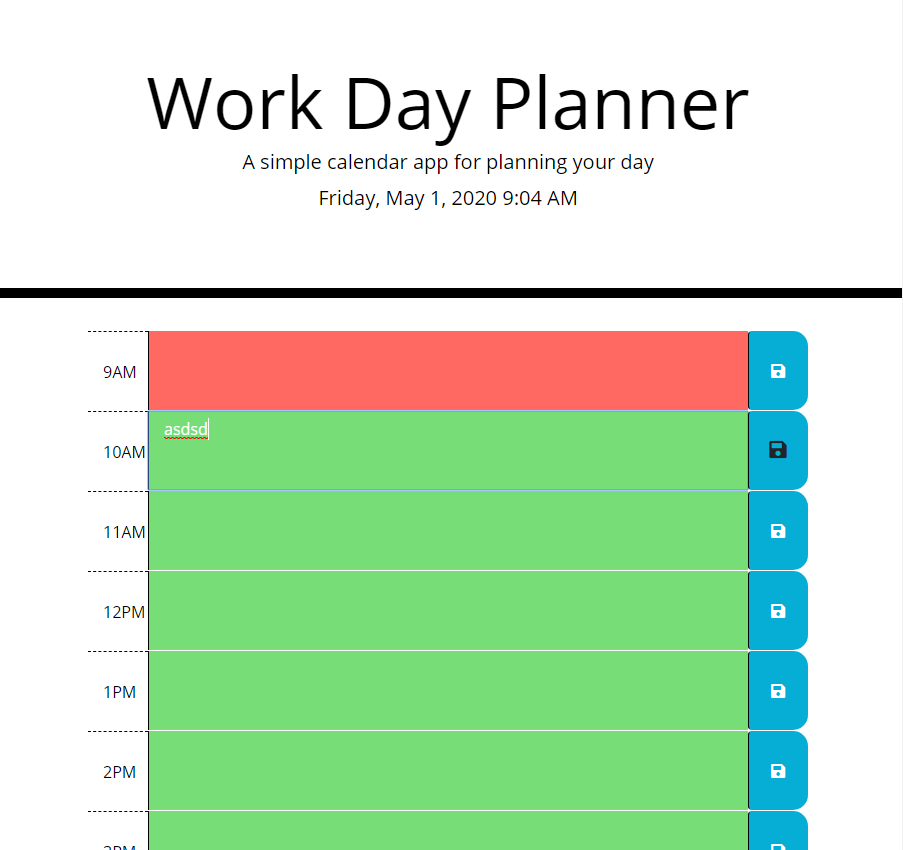 Work Day Planner
A simple calendar app for planning your day
Friday, May 1, 2020 9:04 AM
9AM
10AM
asdsd
11AM
12PM
1PM
2PM